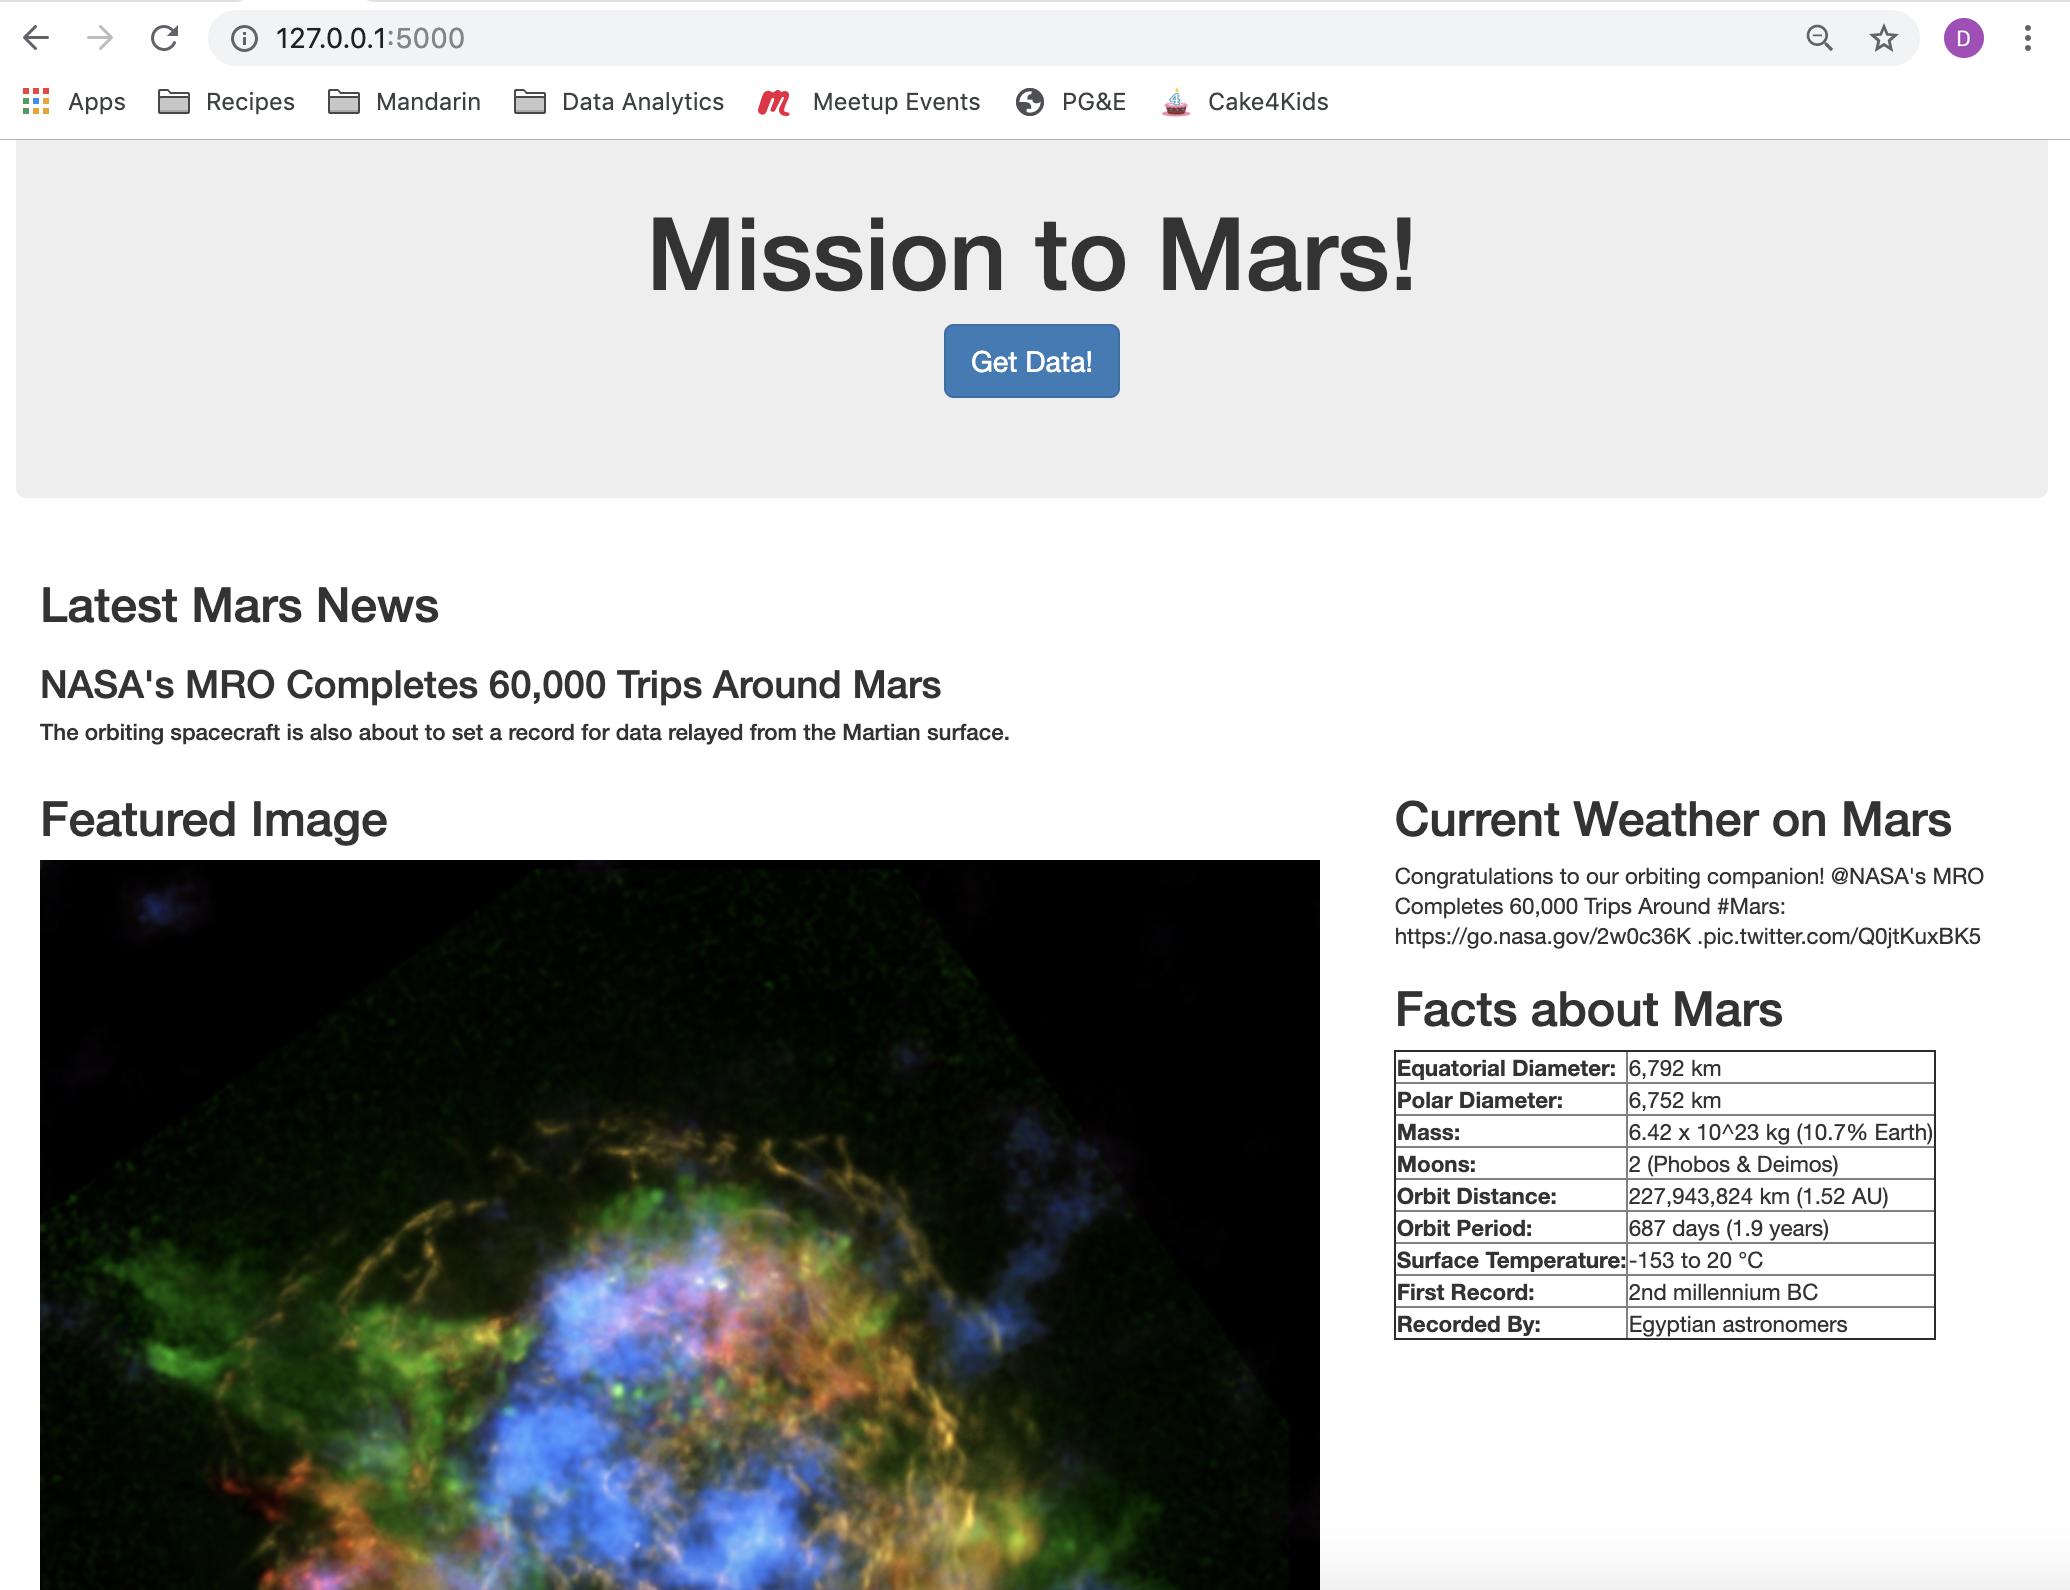 127.0.0.1:5000
D
Apps Recipes Mandarin Data Analytics Meetup Events PG&E 4 Cake4Kids
Mission to Mars!
Get Data!
Latest Mars News
NASA's MRO Completes 60,000 Trips Around Mars
The orbiting spacecraft is also about to set a record for data relayed from the Martian surface.
Featured Image
Current Weather on Mars
Congratulations to our orbiting companion! @NASA's MRO
Completes 60,000 Trips Around #Mars:
https://go.nasa.gov/2w0c36K .pic.twitter.com/Q0jtKuxBK5
Facts about Mars
Equatorial Diameter: 6,792 km
Polar Diameter: 6,752 km
Mass: 6.42 x 10^23 kg (10.7% Earth)
Moons: 2 (Phobos & Deimos)
Orbit Distance: 227,943,824 km (1.52 AU)
Orbit Period: 687 days (1.9 years)
Surface Temperature: -153 to 20 °C
First Record: 2nd millennium BC
Recorded By: Egyptian astronomers